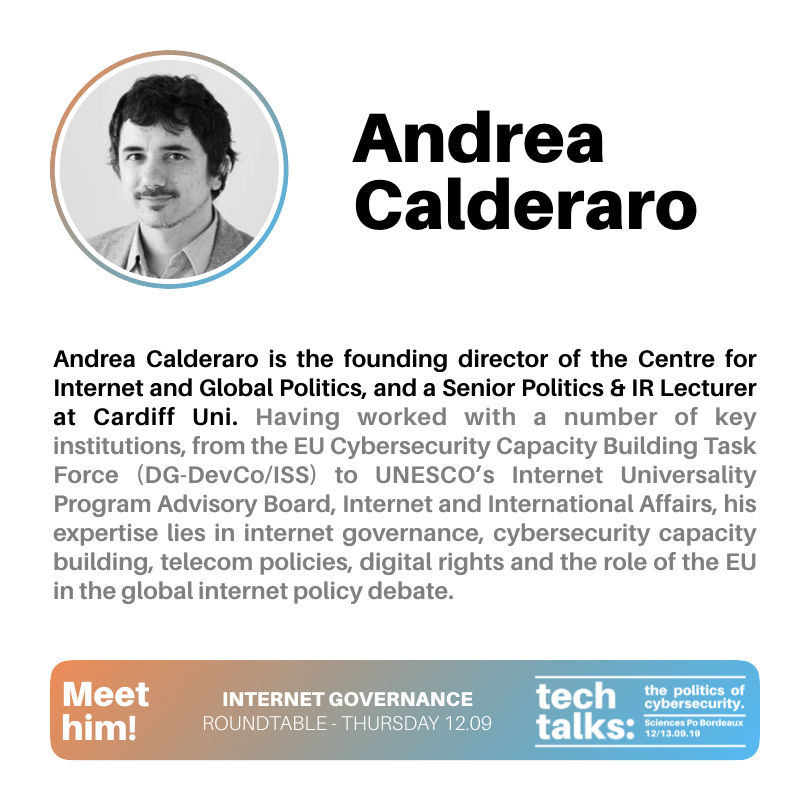 Andrea
Calderaro
Andrea Calderaro is the founding director of the Centre for
Internet and Global Politics, and a Senior Politics & IR Lecturer
at Cardiff Uni. Having worked with a number of key
institutions, from the EU Cybersecurity Capacity Building Task
Force (DG-DevCo/ISS) to UNESCO’s Internet Universality
Program Advisory Board, Internet and International Affairs, his
expertise lies in internet governance, cybersecurity capacity
building, telecom policies, digital rights and the role of the EU
in the global internet policy debate.
Meet
him!
INTERNET GOVERNANCE
ROUNDTABLE - THURSDAY 12.09
tech
talks:
the politics of
cybersecurity.
Sciences Po Bordeaux
12/13.09.19